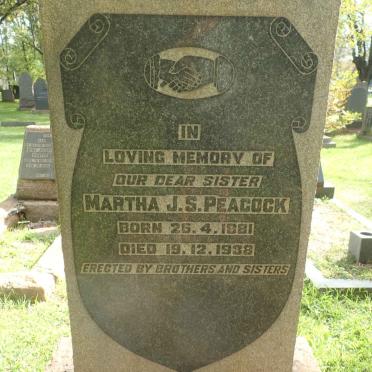 IN
LOVING MEMORY OF
OUR DEAR SISTER
MARTHA J.S. PEACOCK
BORN 25.4.1881
DIED 19.12.1938
ERECTED BY BROTHERS AND SISTERS